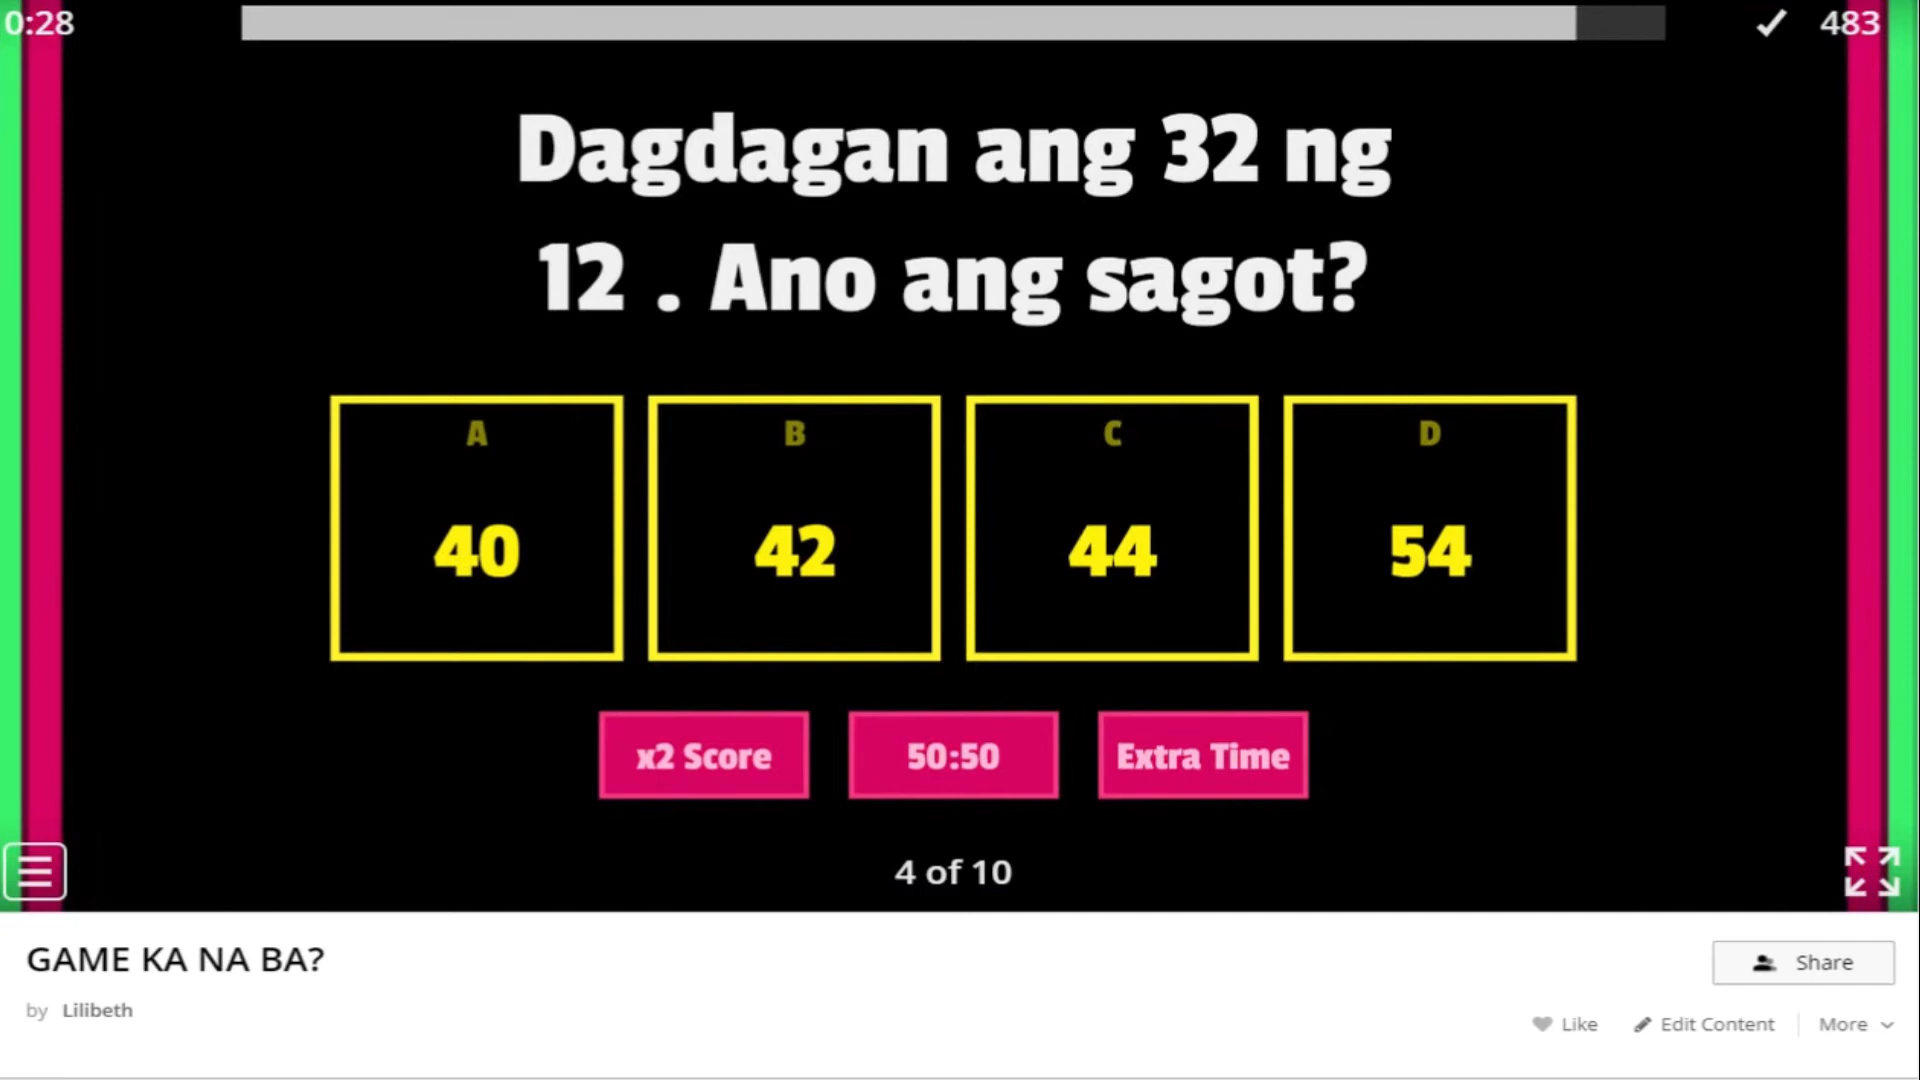 0:28
483
Dagdagan ang 32 ng
12 . Ano ang sagot?
A
B
C
D
40
42
44
54
x2 Score
50:50
Extra Time
4 of 10
GAME KA NA BA?
Share
by Lilibeth
Like
Edit Content
More